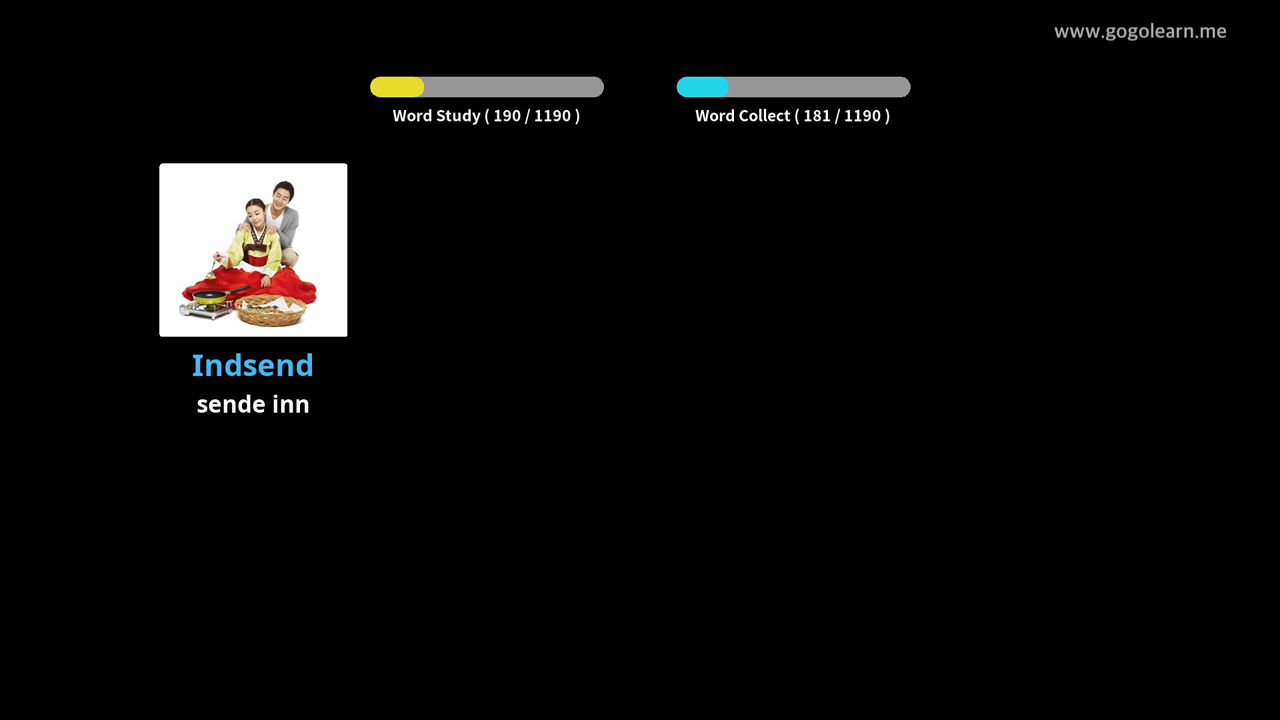 www.gogolearn.me
Word Study ( 190 / 1190 )
Word Collect ( 181 / 1190 )
Indsend
sende inn